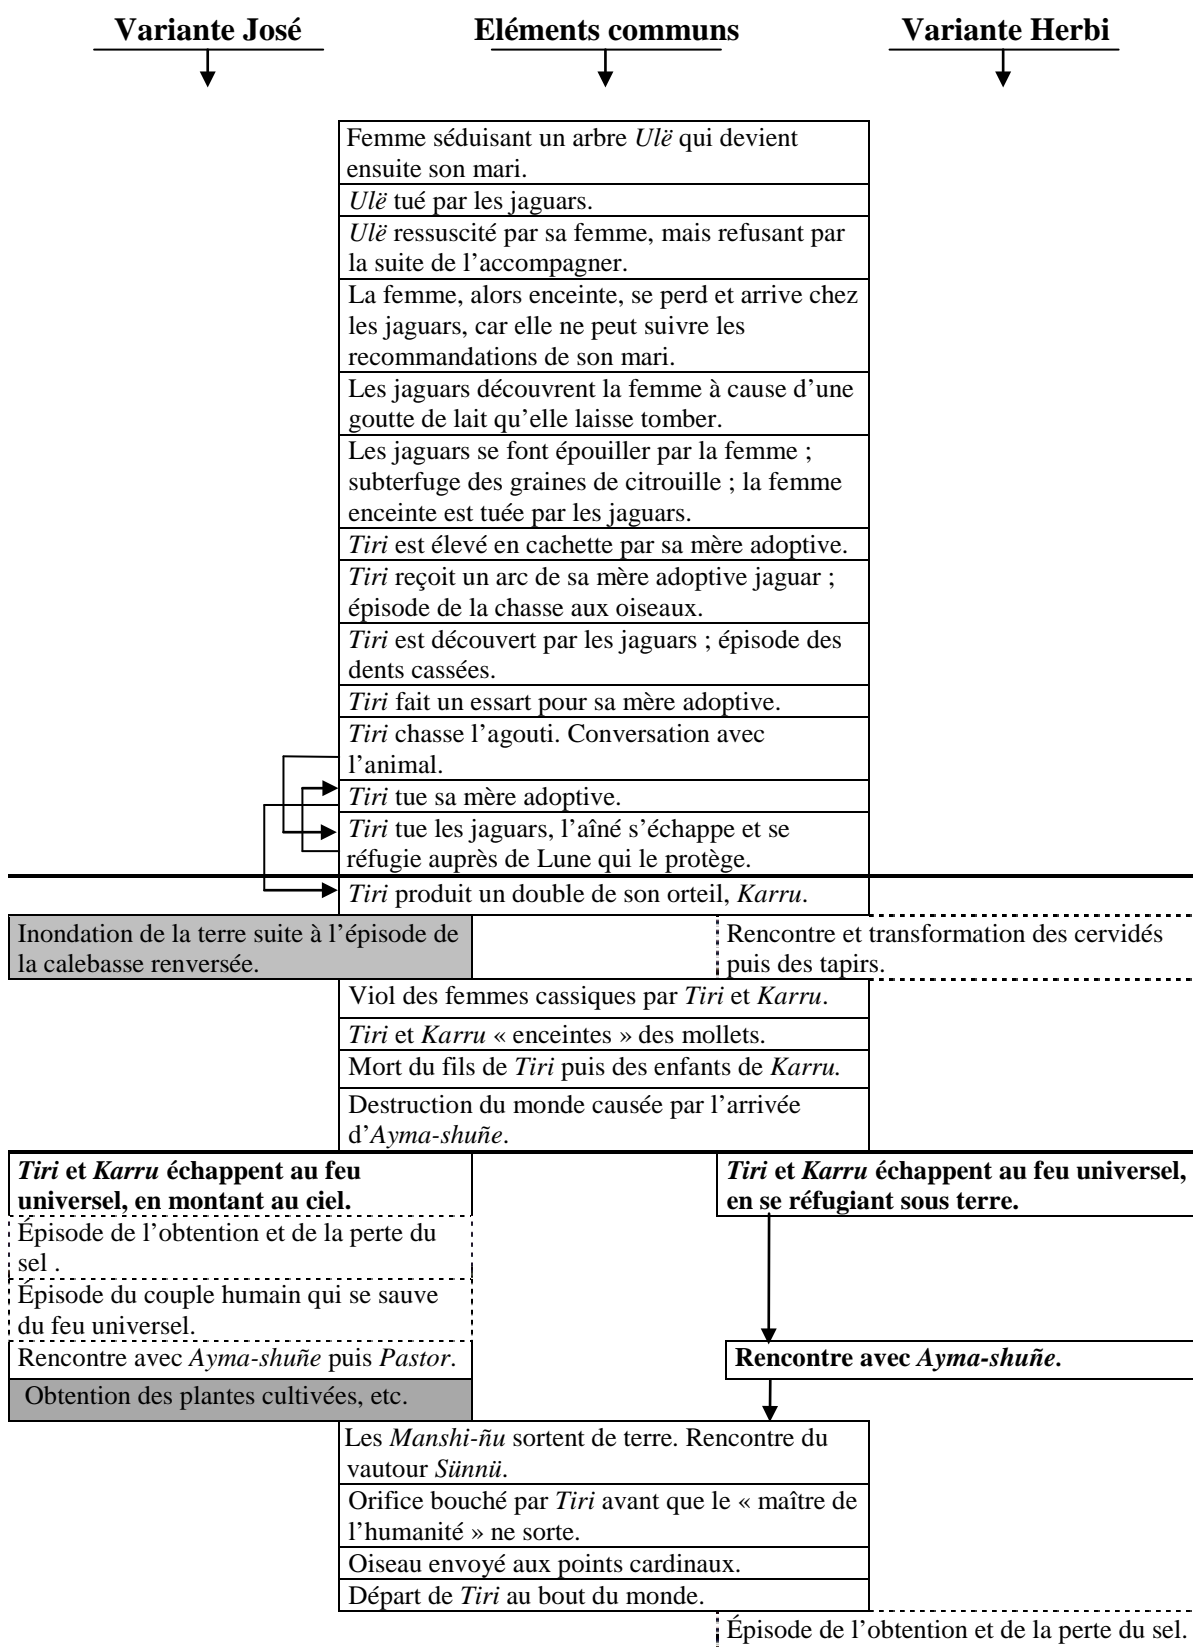 Variante José
Eléments communs
Variante Herbi
Femme séduisant un arbre Ulë qui devient
ensuite son mari.
Ulë tué par les jaguars.
Ulë ressuscité par sa femme, mais refusant par
la suite de l’accompagner.
La femme, alors enceinte, se perd et arrive chez
les jaguars, car elle ne peut suivre les
recommandations de son mari.
Les jaguars découvrent la femme à cause d’une
goutte de lait qu’elle laisse tomber.
Les jaguars se font épouiller par la femme ;
subterfuge des graines de citrouille ; la femme
enceinte est tuée par les jaguars.
Tiri est élevé en cachette par sa mère adoptive.
Tiri reçoit un arc de sa mère adoptive jaguar ;
épisode de la chasse aux oiseaux.
Tiri est découvert par les jaguars ; épisode des
dents cassées.
Tiri fait un essart pour sa mère adoptive.
Tiri chasse l’agouti. Conversation avec
l’animal.
Tiri tue sa mère adoptive.
Tiri tue les jaguars, l’aîné s’échappe et se
réfugie auprès de Lune qui le protège.
Tiri produit un double de son orteil, Karru.
Inondation de la terre suite à l’épisode de
la calebasse renversée.
Rencontre et transformation des cervidés
puis des tapirs.
Viol des femmes cassiques par Tiri et Karru.
Tiri et Karru « enceintes » des mollets.
Mort du fils de Tiri puis des enfants de Karru.
Destruction du monde causée par l’arrivée
d’Ayma-shuñe.
Tiri et Karru échappent au feu
universel, en montant au ciel.
Tiri et Karru échappent au feu universel,
en se réfugiant sous terre.
Épisode de l’obtention et de la perte du
sel .
Épisode du couple humain qui se sauve
du feu universel.
Rencontre avec Ayma-shuñe puis Pastor.
Rencontre avec Ayma-shuñe.
Obtention des plantes cultivées, etc.
Les Manshi-ñu sortent de terre. Rencontre du
vautour Sünnü.
Orifice bouché par Tiri avant que le « maître de
l’humanité » ne sorte.
Oiseau envoyé aux points cardinaux.
Départ de Tiri au bout du monde.
Épisode de l’obtention et de la perte du sel.